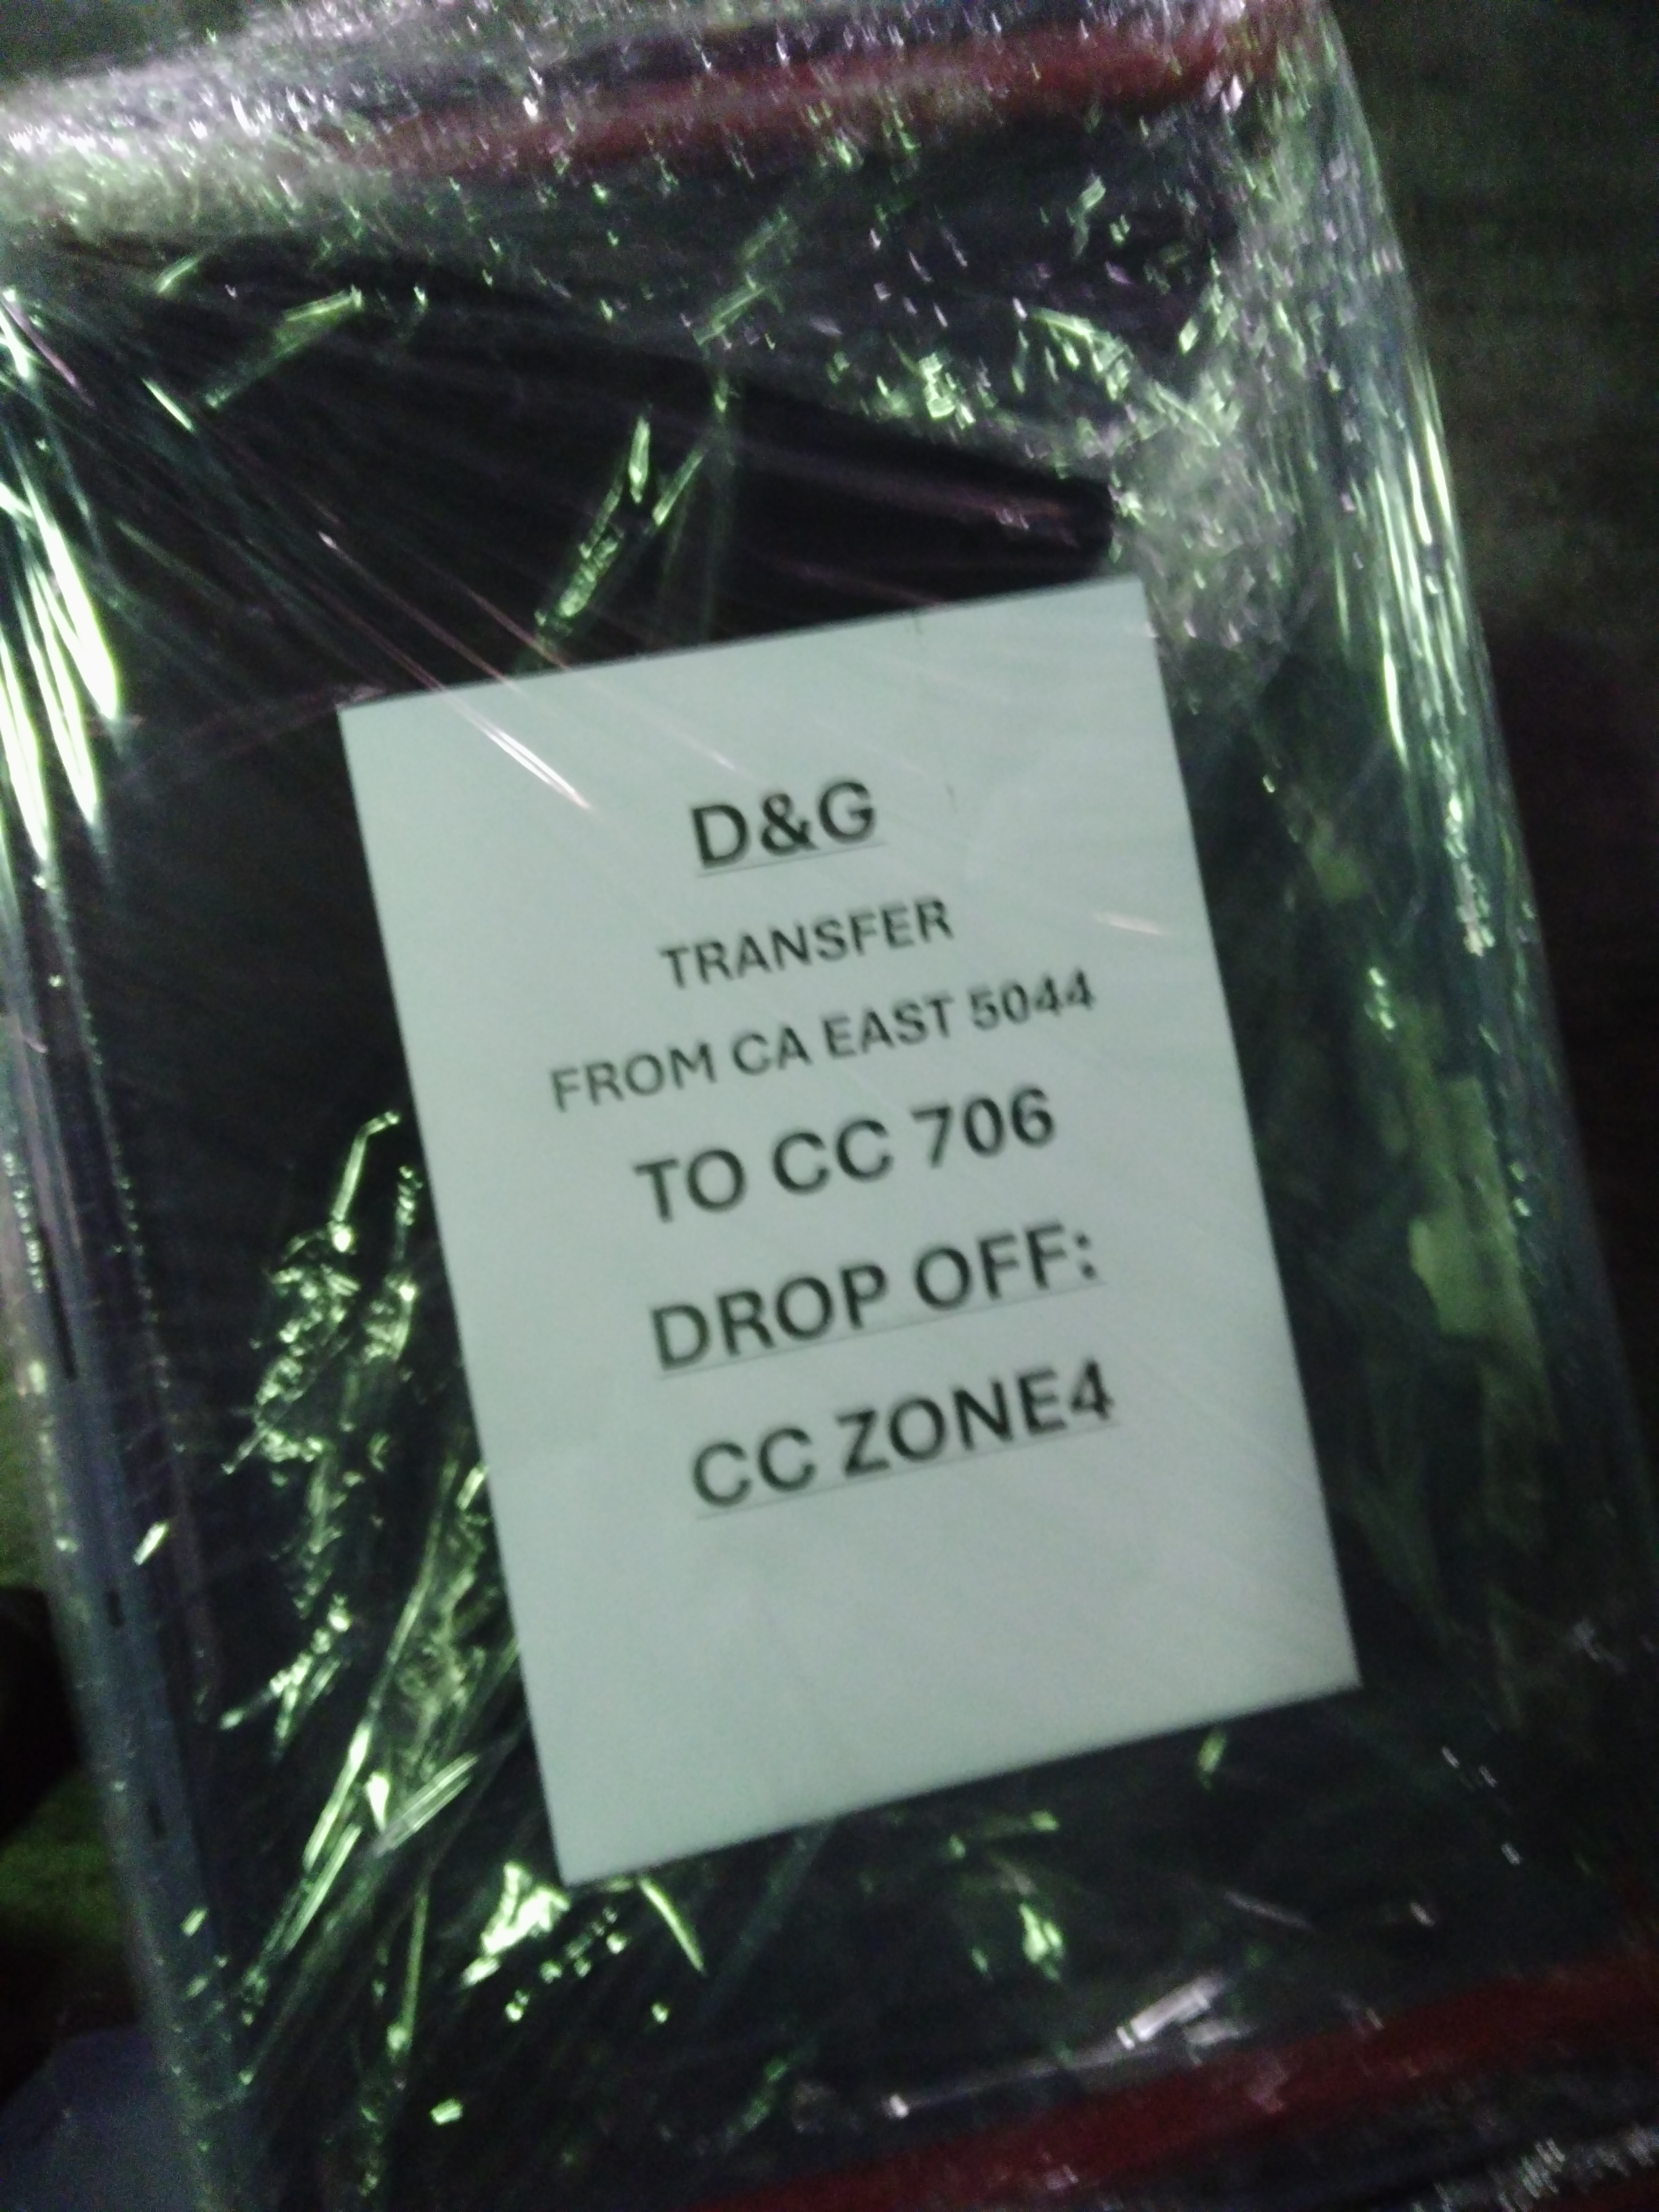 D&G
TRANSFER
FROM CA EAST 5044
TO CC 706
DROP OFF:
CC ZONE4